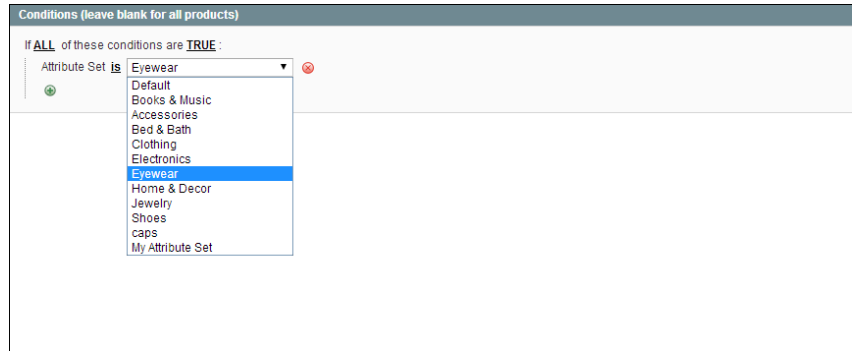 Conditions (leave blank for all products)
If ALL of these conditions are TRUE :
Attribute Set is Eyewear
Default
Books & Music
Accessories
Bed & Bath
Clothing
Electronics
Eyewear
Home & Decor
Jewelry
Shoes
caps
My Attribute Set